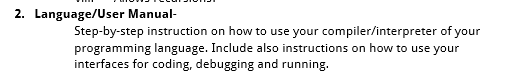 2. Language/User Manual-
Step-by-step instruction on how to use your compiler/interpreter of your
programming language. Include also instructions on how to use your
interfaces for coding, debugging and running.